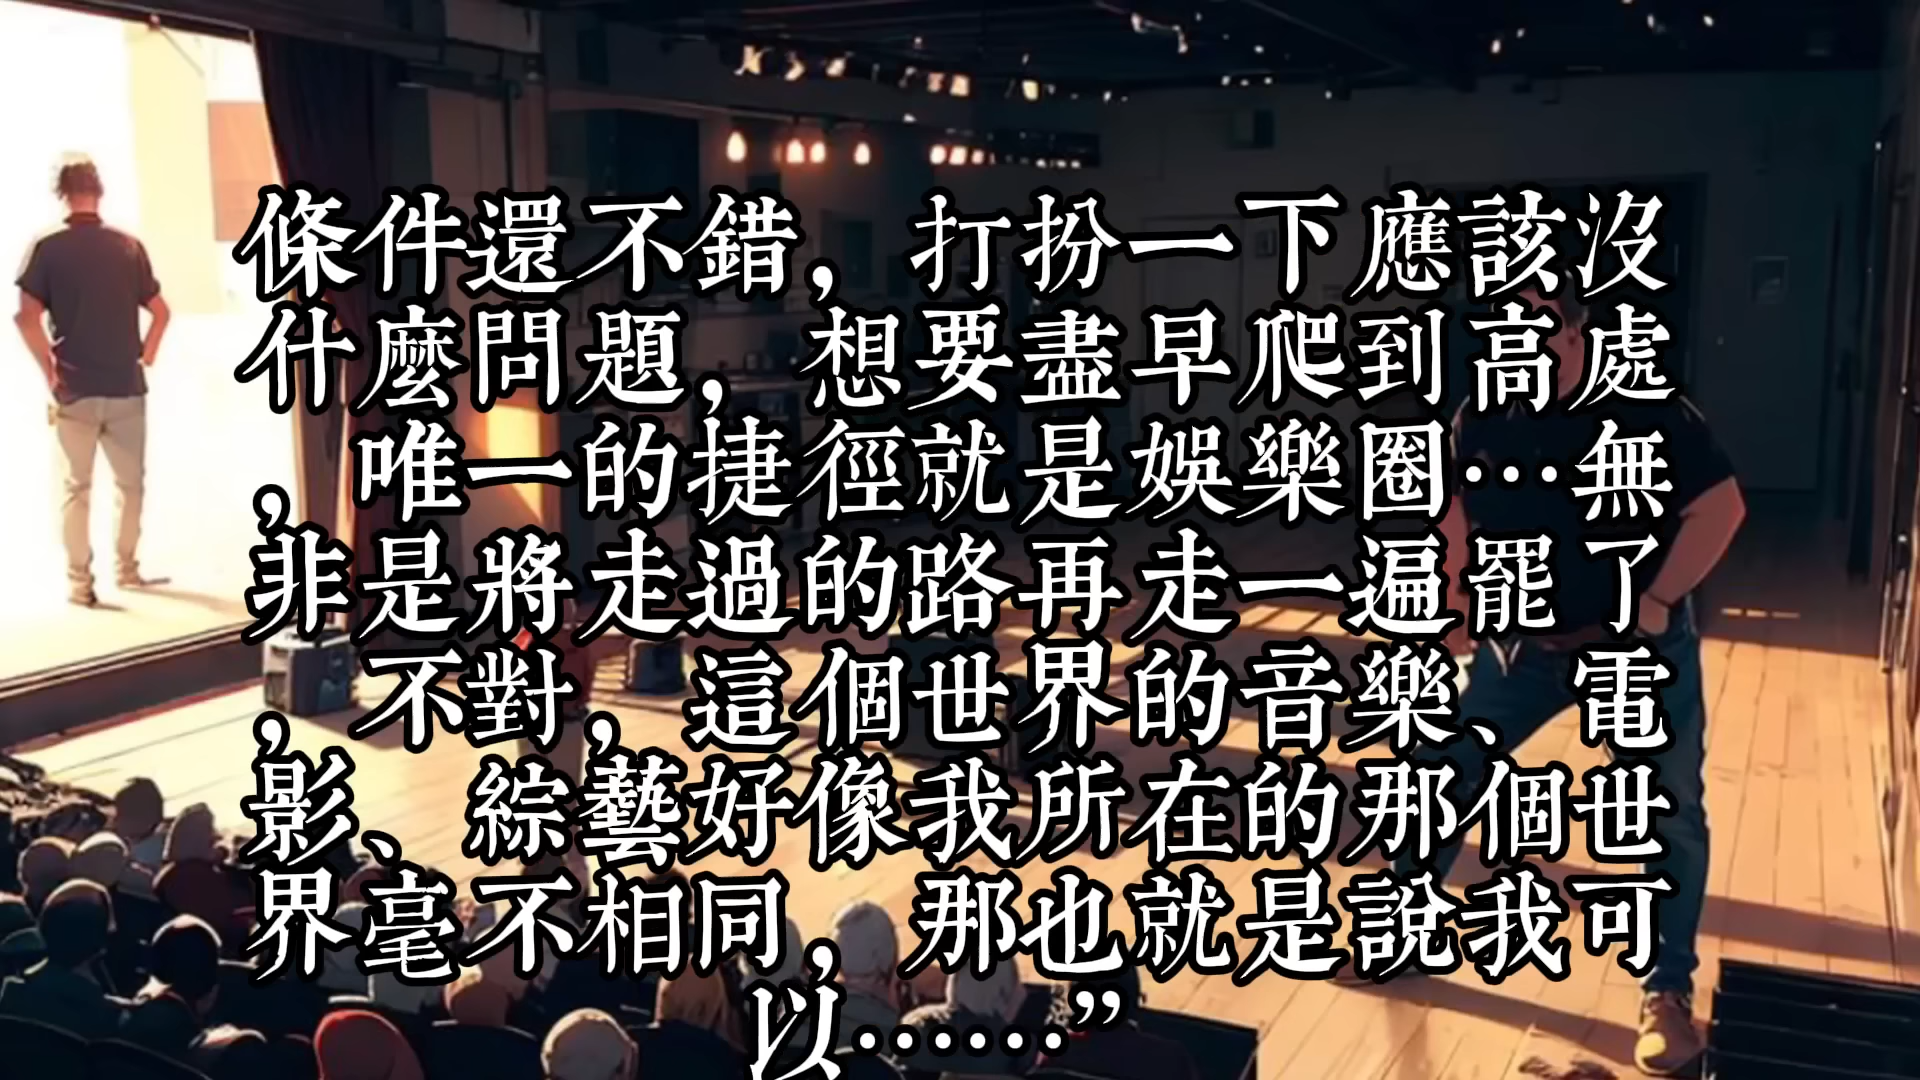 條件還不錯，打扮一下應該沒
什麼問題，想要盡早爬到高處
，唯一的捷徑就是娛樂圈…無
非是將走過的路再走一遍罷了
，不對，這個世界的音樂、電
影、綜藝好像我所在的那個世
界毫不相同，那也就是說我可
以……”